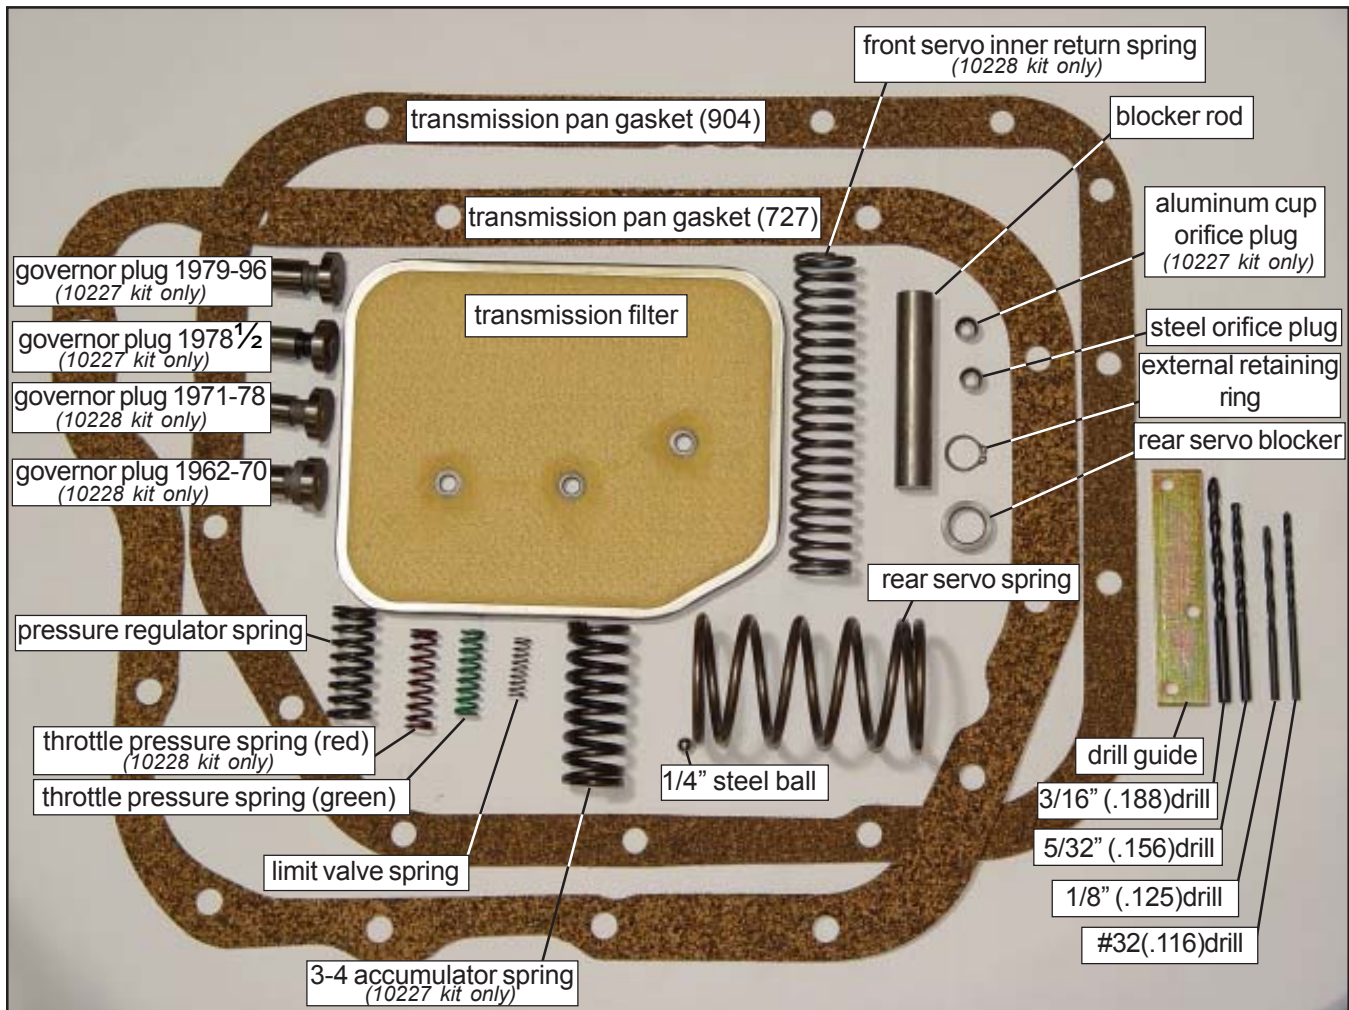 front servo inner return spring
(10228 kit only)
transmission pan gasket (904)
blocker rod
transmission pan gasket (727)
aluminum cup
orifice plug
(10227 kit only)
governor plug 1979-96
(10227 kit only)
transmission filter
steel orifice plug
governor plug 1978½
(10227 kit only)
external retaining
ring
governor plug 1971-78
(10228 kit only)
rear servo blocker
governor plug 1962-70
(10228 kit only)
rear servo spring
pressure regulator spring
throttle pressure spring (red)
(10228 kit only)
drill guide
1/4” steel ball
throttle pressure spring (green)
3/16” (.188)drill
5/32” (.156)drill
limit valve spring
1/8” (.125)drill
#32(.116)drill
3-4 accumulator spring
(10227 kit only)